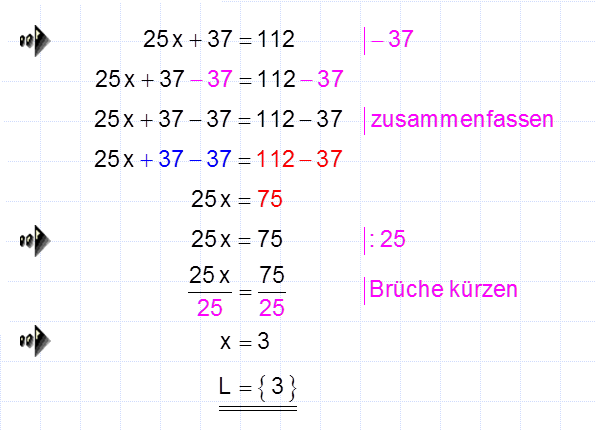 25x + 37 = 112 |− 37
25x + 37 − 37 = 112 − 37
25x + 37 − 37 = 112 − 37 |zusammenfassen
25x + 37 − 37 = 112 − 37
25x = 75
25x = 75 |: 25
25x/25 = 75/25 |Brüche kürzen
x = 3
L = {3}